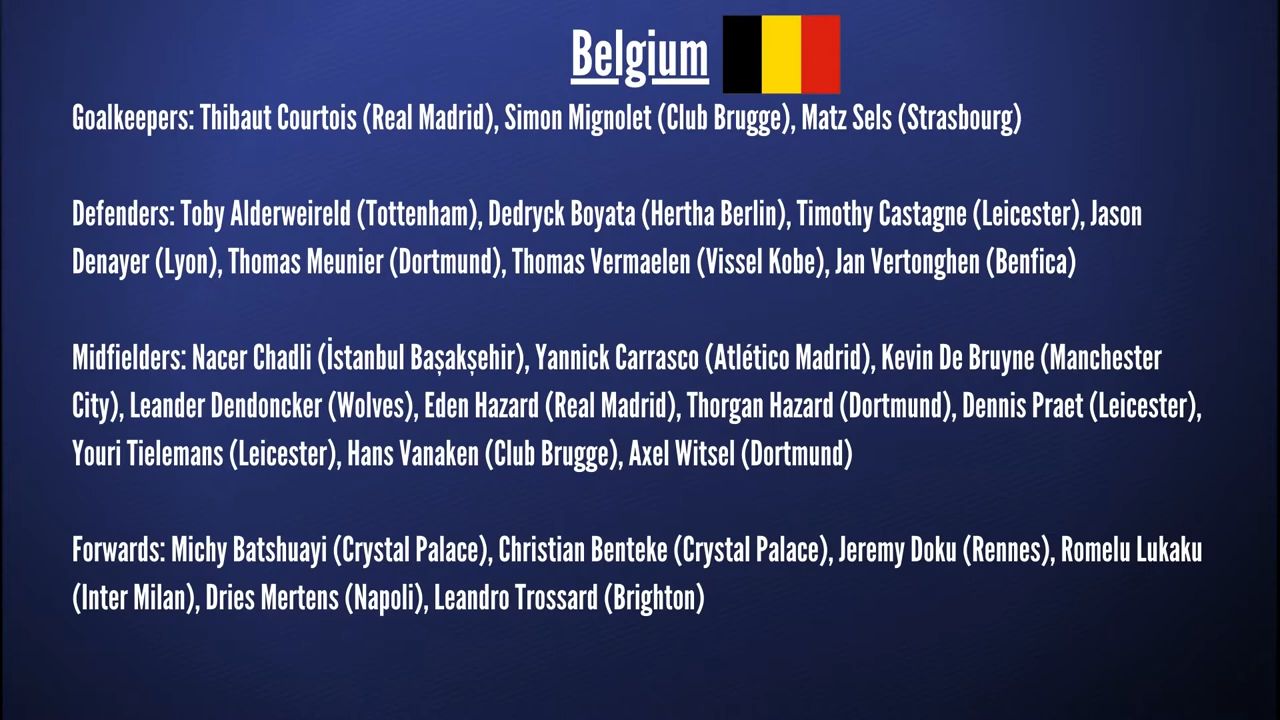 Belgium
Goalkeepers: Thibaut Courtois (Real Madrid), Simon Mignolet (Club Brugge), Matz Sels (Strasbourg)
Defenders: Toby Alderweireld (Tottenham), Dedryck Boyata (Hertha Berlin), Timothy Castagne (Leicester), Jason
Denayer (Lyon), Thomas Meunier (Dortmund), Thomas Vermaelen (Vissel Kobe), Jan Vertonghen (Benfica)
Midfielders: Nacer Chadli (İstanbul Başakşehir), Yannick Carrasco (Atlético Madrid), Kevin De Bruyne (Manchester
City), Leander Dendoncker (Wolves), Eden Hazard (Real Madrid), Thorgan Hazard (Dortmund), Dennis Praet (Leicester),
Youri Tielemans (Leicester), Hans Vanaken (Club Brugge), Axel Witsel (Dortmund)
Forwards: Michy Batshuayi (Crystal Palace), Christian Benteke (Crystal Palace), Jeremy Doku (Rennes), Romelu Lukaku
(Inter Milan), Dries Mertens (Napoli), Leandro Trossard (Brighton)